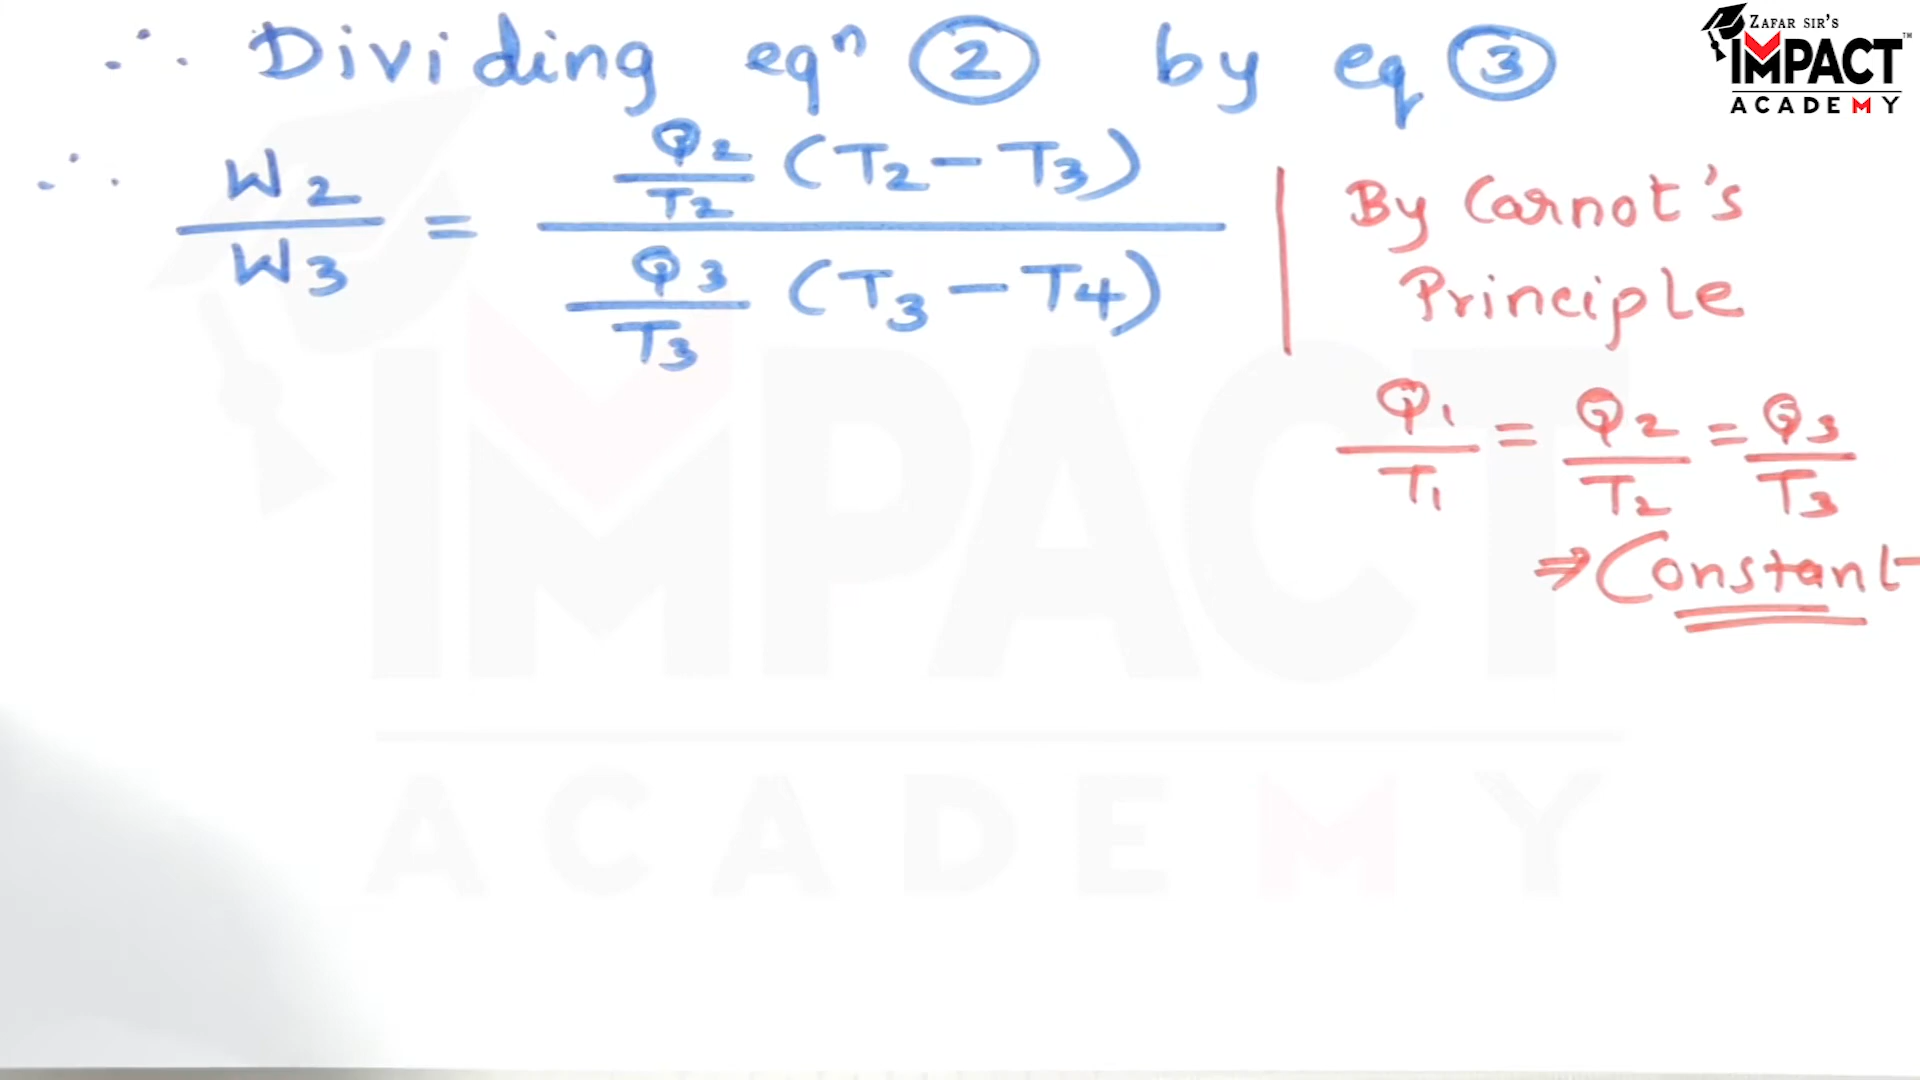 ∴ Dividing eqⁿ ② by eq ③
∴ W2/W3 = Q2/T2 (T2 - T3) / Q3/T3 (T3 - T4)
By Carnot's
Principle
Q1/T1 = Q2/T2 = Q3/T3
⇒ Constant
ZAFAR SIR'S
IMPACT™
ACADEMY
IMPACT
ACADEMY